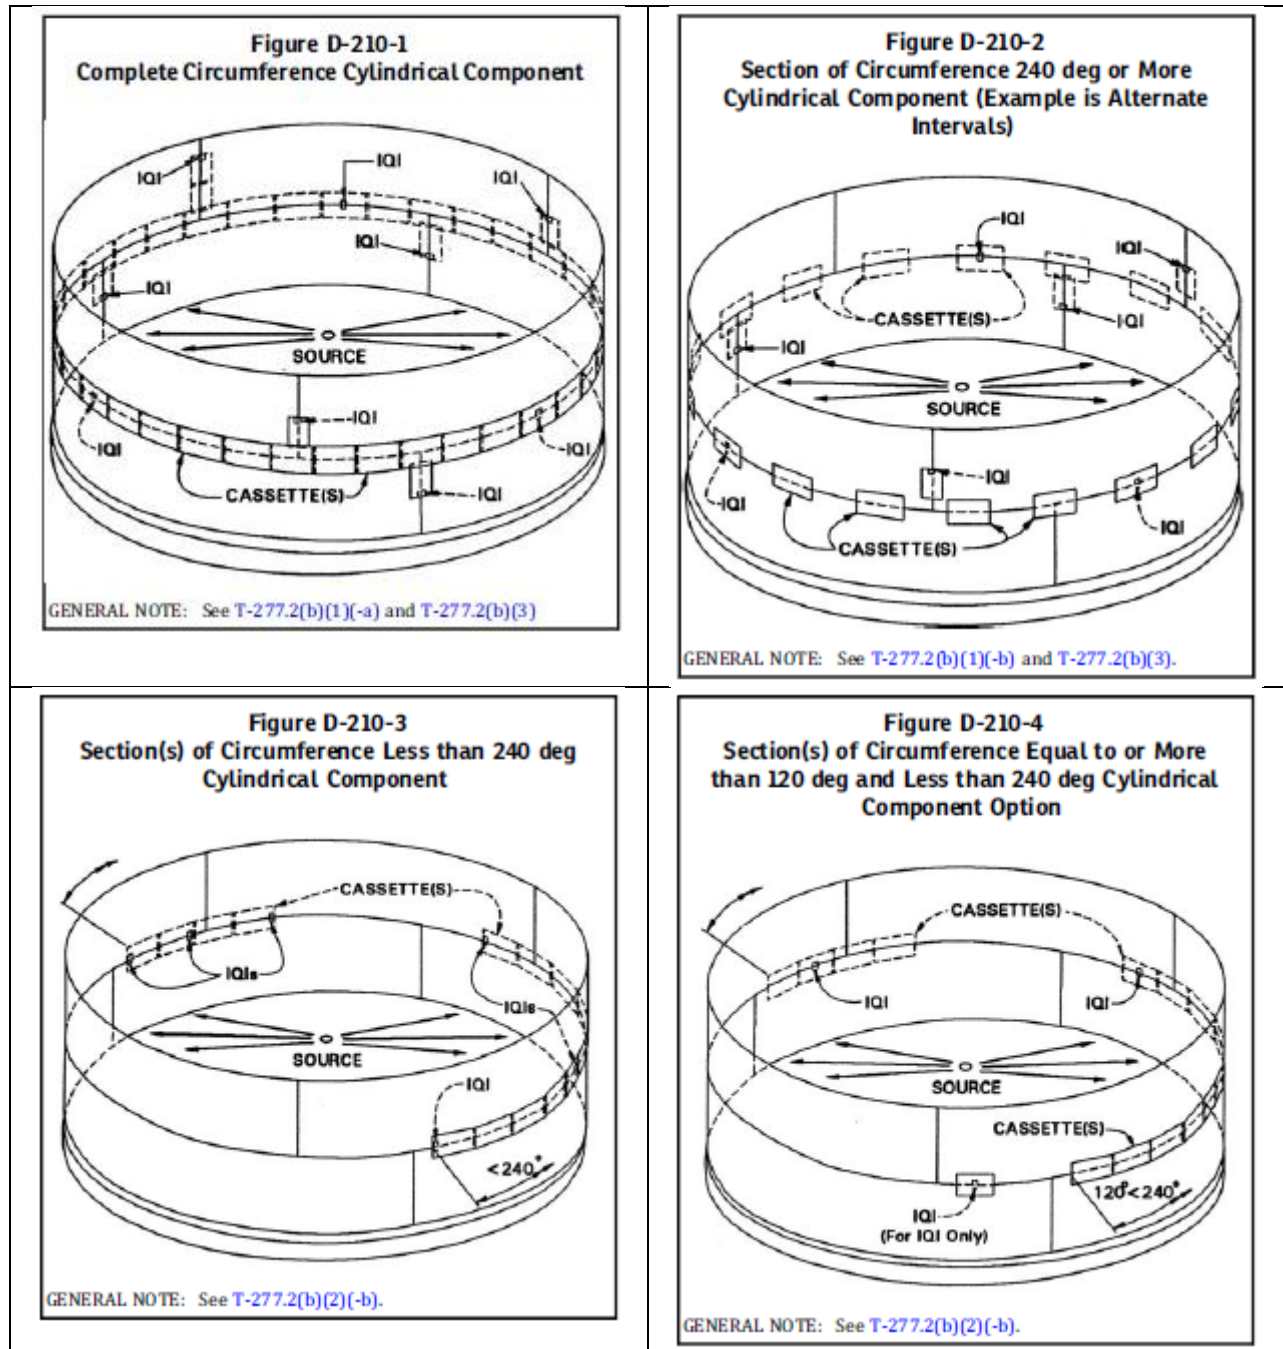 Figure D-210-1
Complete Circumference Cylindrical Component
IQI
IQI
IQI
IQI
IQI
SOURCE
IQI
IQI
IQI
CASSETTE(S)
IQI
GENERAL NOTE: See T-277.2(b)(1)(-a) and T-277.2(b)(3)
Figure D-210-2
Section of Circumference 240 deg or More
Cylindrical Component (Example is Alternate
Intervals)
IQI
IQI
CASSETTE(S)
IQI
IQI
SOURCE
IQI
IQI
IQI
CASSETTE(S)
GENERAL NOTE: See T-277.2(b)(1)(-b) and T-277.2(b)(3).
Figure D-210-3
Section(s) of Circumference Less than 240 deg
Cylindrical Component
CASSETTE(S)
IQIs
IQIs
SOURCE
IQI
<240°
GENERAL NOTE: See T-277.2(b)(2)(-b).
Figure D-210-4
Section(s) of Circumference Equal to or More
than 120 deg and Less than 240 deg Cylindrical
Component Option
CASSETTE(S)
IQI
IQI
SOURCE
CASSETTE(S)
120°<240°
IQI
(For IQI Only)
GENERAL NOTE: See T-277.2(b)(2)(-b).